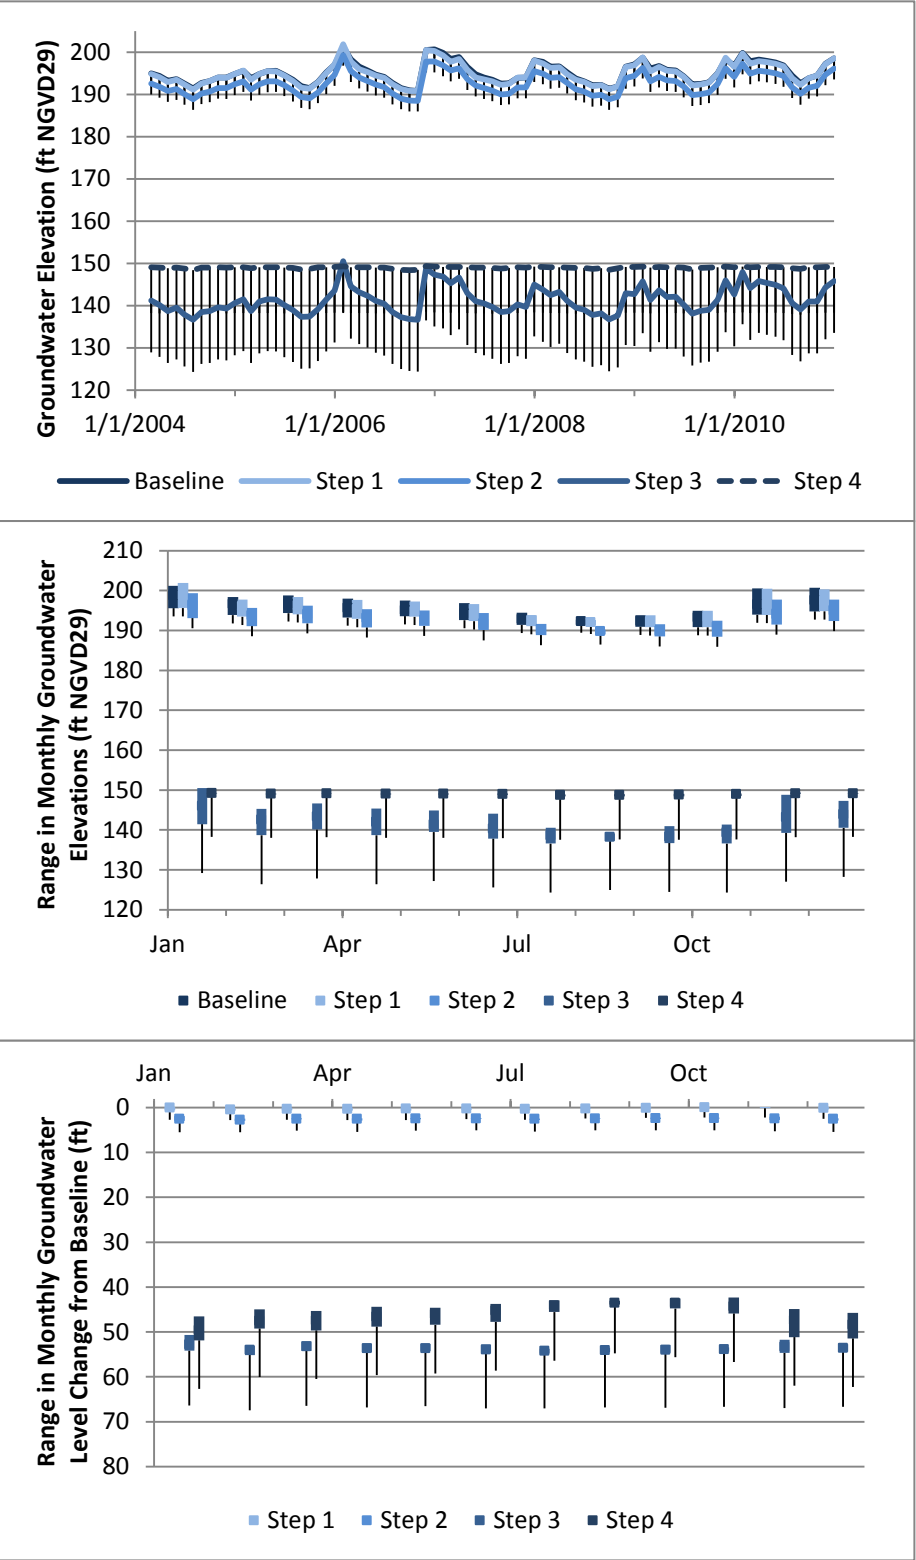 Groundwater Elevation (ft NGVD29)
200
190
180
170
160
150
140
130
120
1/1/2004 1/1/2006 1/1/2008 1/1/2010
Baseline Step 1 Step 2 Step 3 Step 4
Range in Monthly Groundwater
Elevations (ft NGVD29)
210
200
190
180
170
160
150
140
130
120
Jan Apr Jul Oct
Baseline Step 1 Step 2 Step 3 Step 4
Range in Monthly Groundwater
Level Change from Baseline (ft)
Jan Apr Jul Oct
0
10
20
30
40
50
60
70
80
Step 1 Step 2 Step 3 Step 4